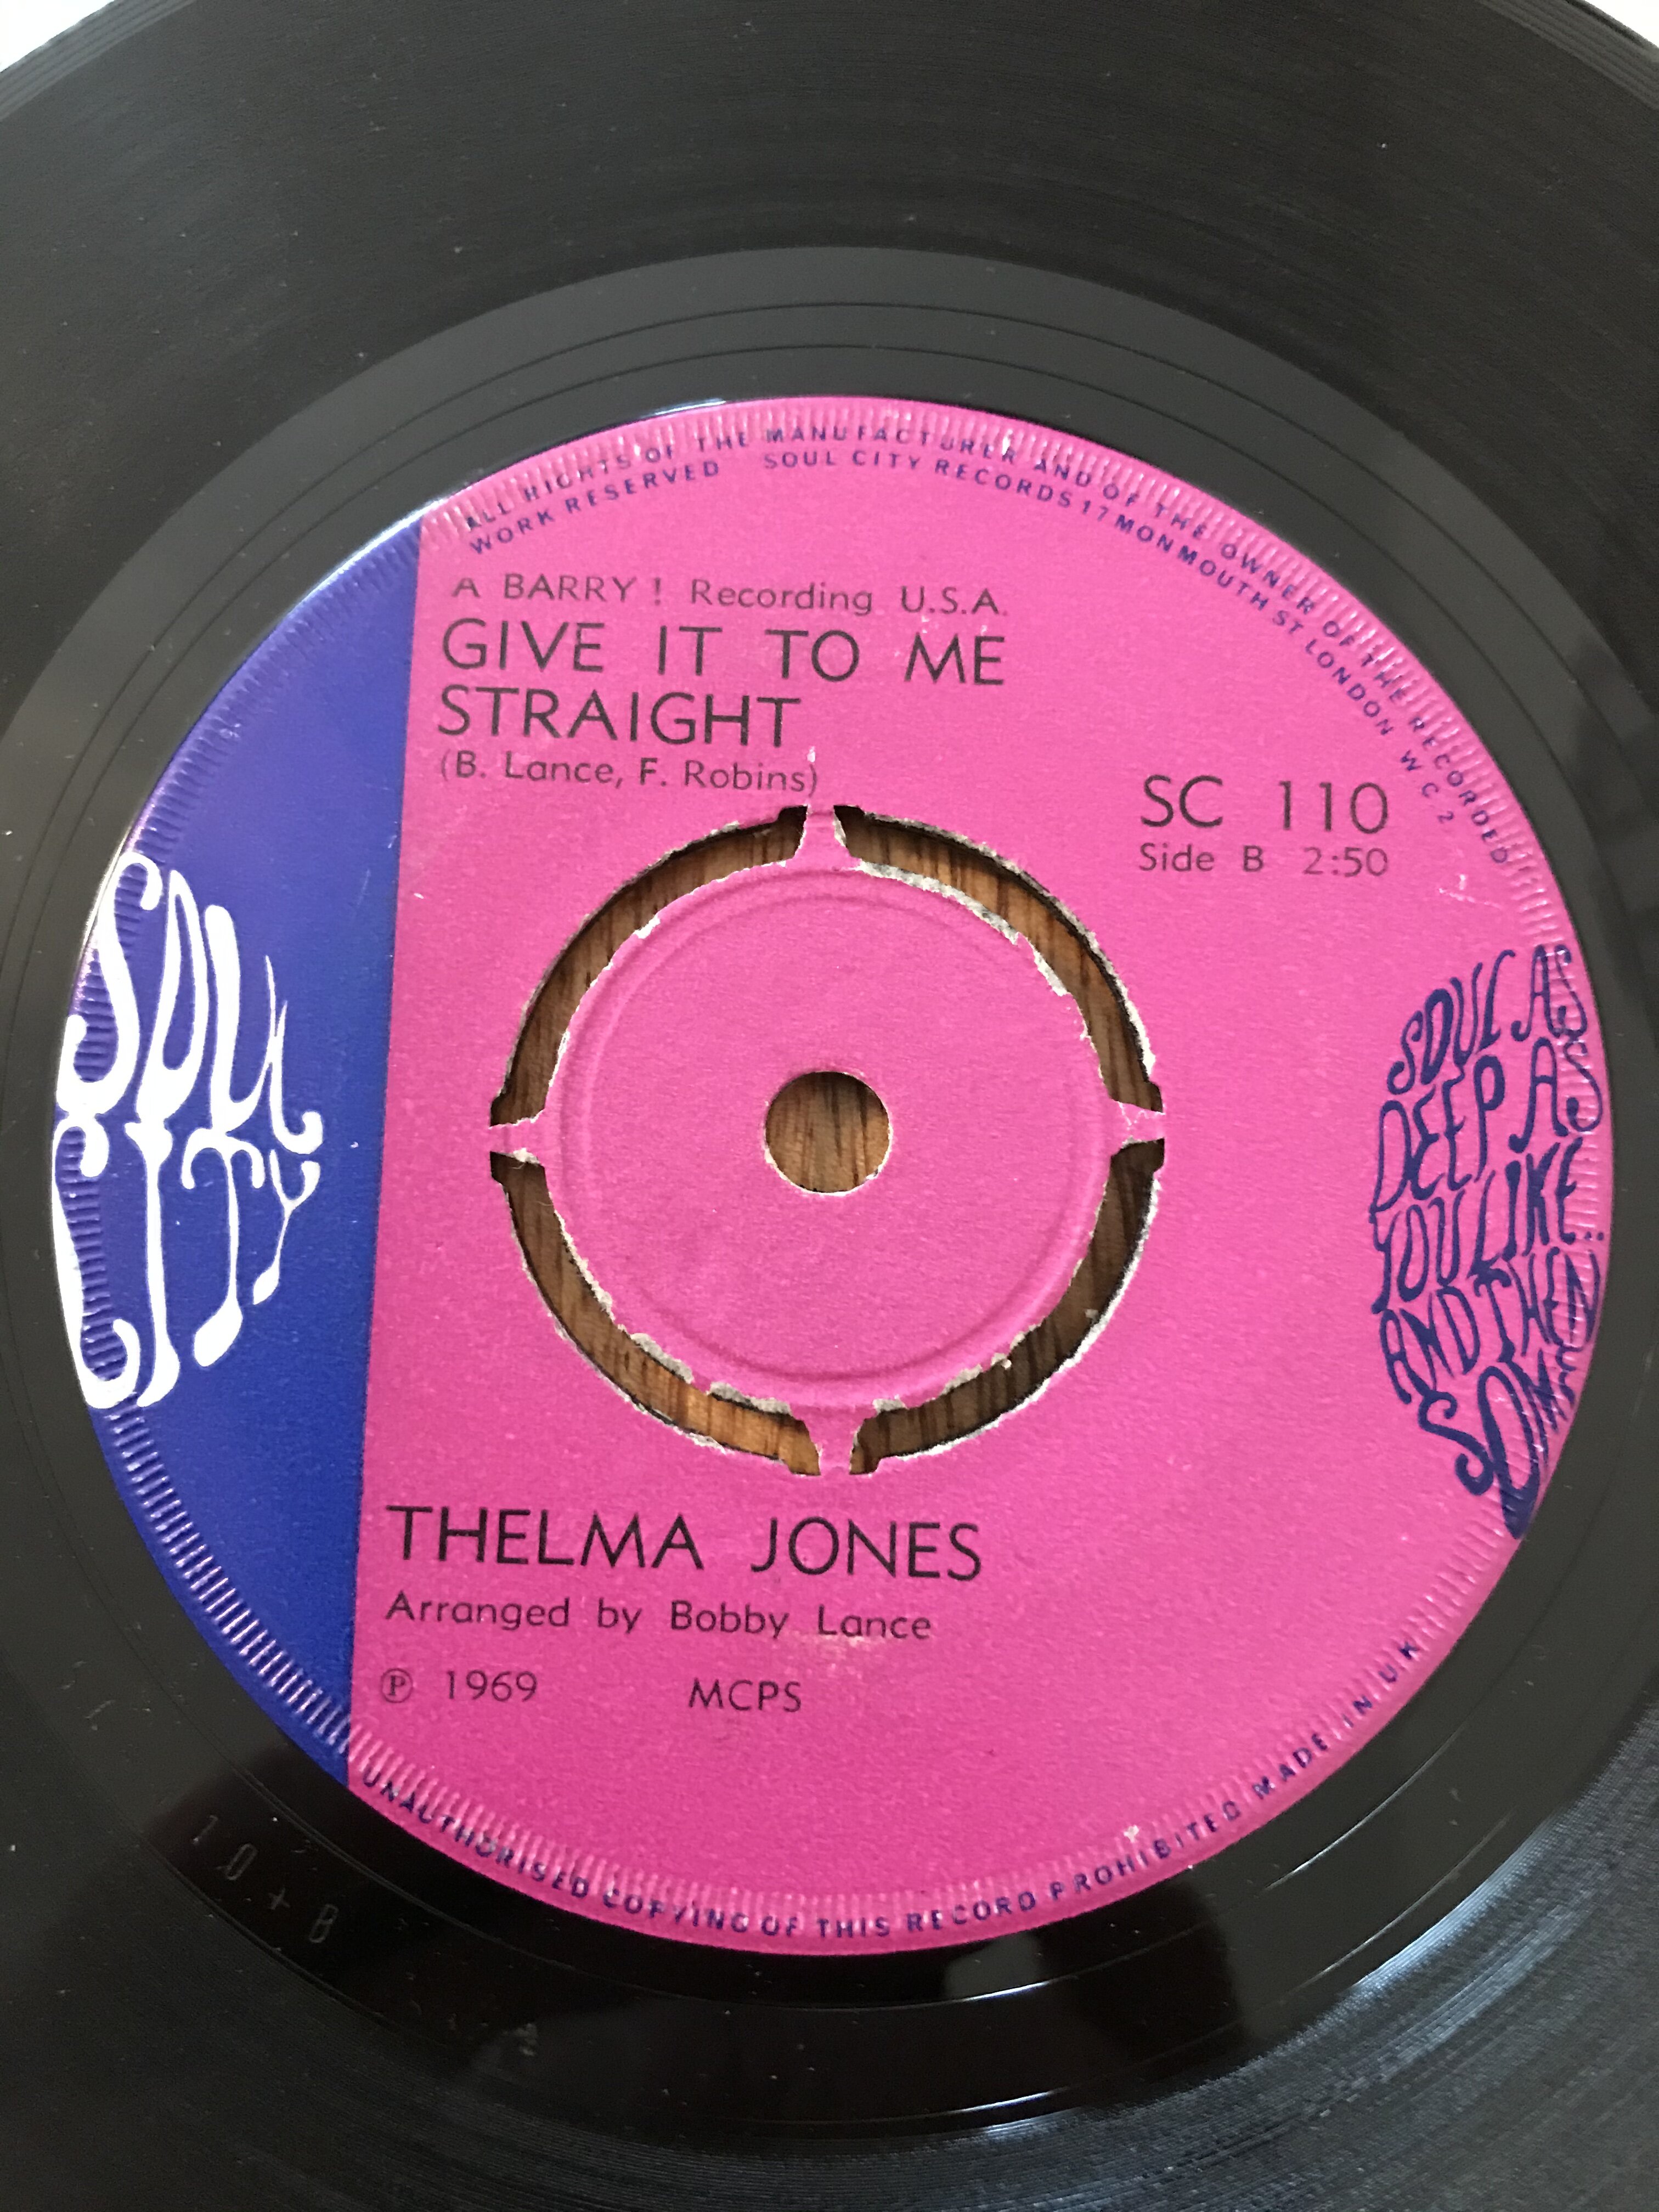 ALL RIGHTS OF THE MANUFACTURER AND OF THE OWNER OF THE RECORDED
WORK RESERVED SOUL CITY RECORDS 17 MONMOUTH ST LONDON W C 2
A BARRY! Recording U.S.A.
GIVE IT TO ME
STRAIGHT
(B. Lance, F. Robins)
SC 110
Side B 2:50
SOUL
CITY
SOUL AS
DEEP AS
YOU LIKE..
AND THEN
SOME
THELMA JONES
Arranged by Bobby Lance
Ⓟ 1969 MCPS
UNAUTHORISED COPYING OF THIS RECORD PROHIBITED MADE IN U.K
10+B